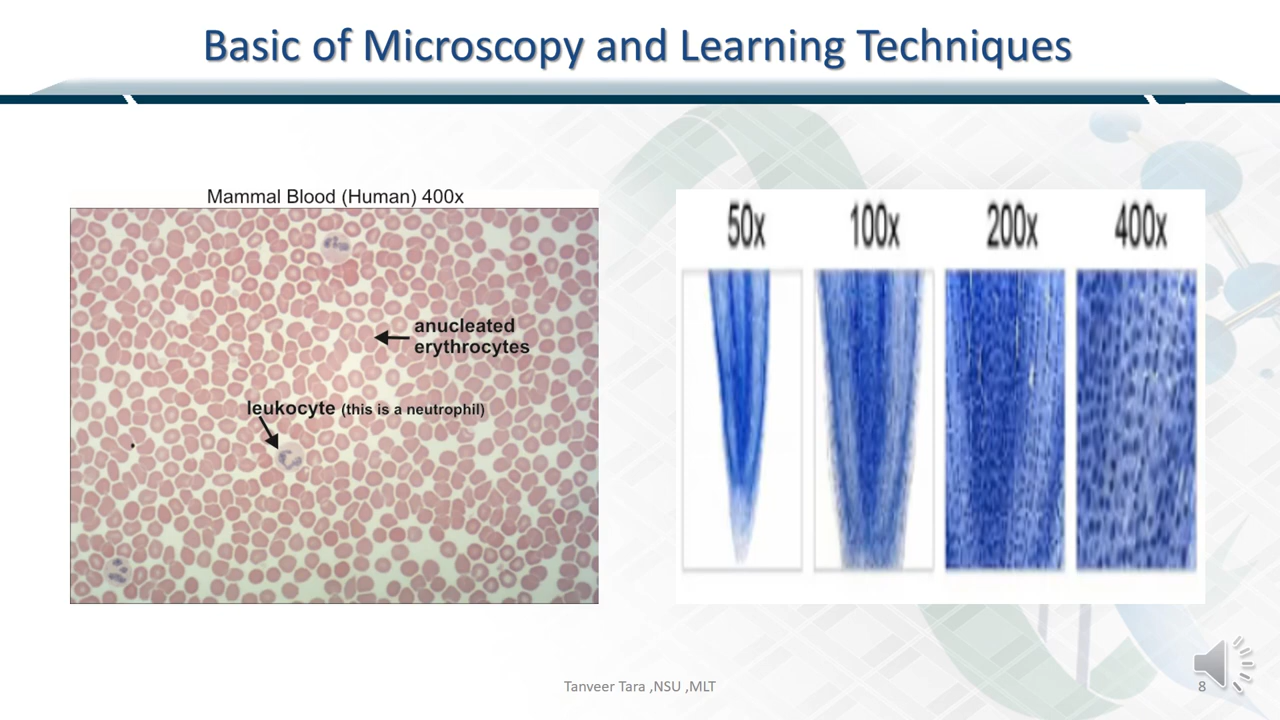 Basic of Microscopy and Learning Techniques
Mammal Blood (Human) 400x
anucleated
erythrocytes
leukocyte (this is a neutrophil)
50x 100x 200x 400x
Tanveer Tara ,NSU ,MLT
8